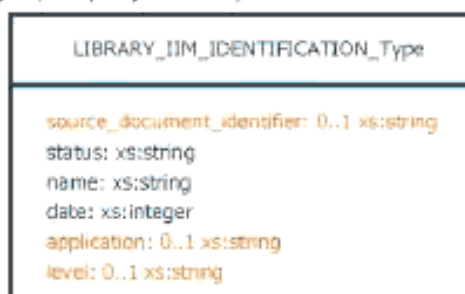 LIBRARY_IIM_IDENTIFICATION_Type
source_document_identifier: 0..1 xs:string
status: xs:string
name: xs:string
date: xs:integer
application: 0..1 xs:string
level: 0..1 xs:string